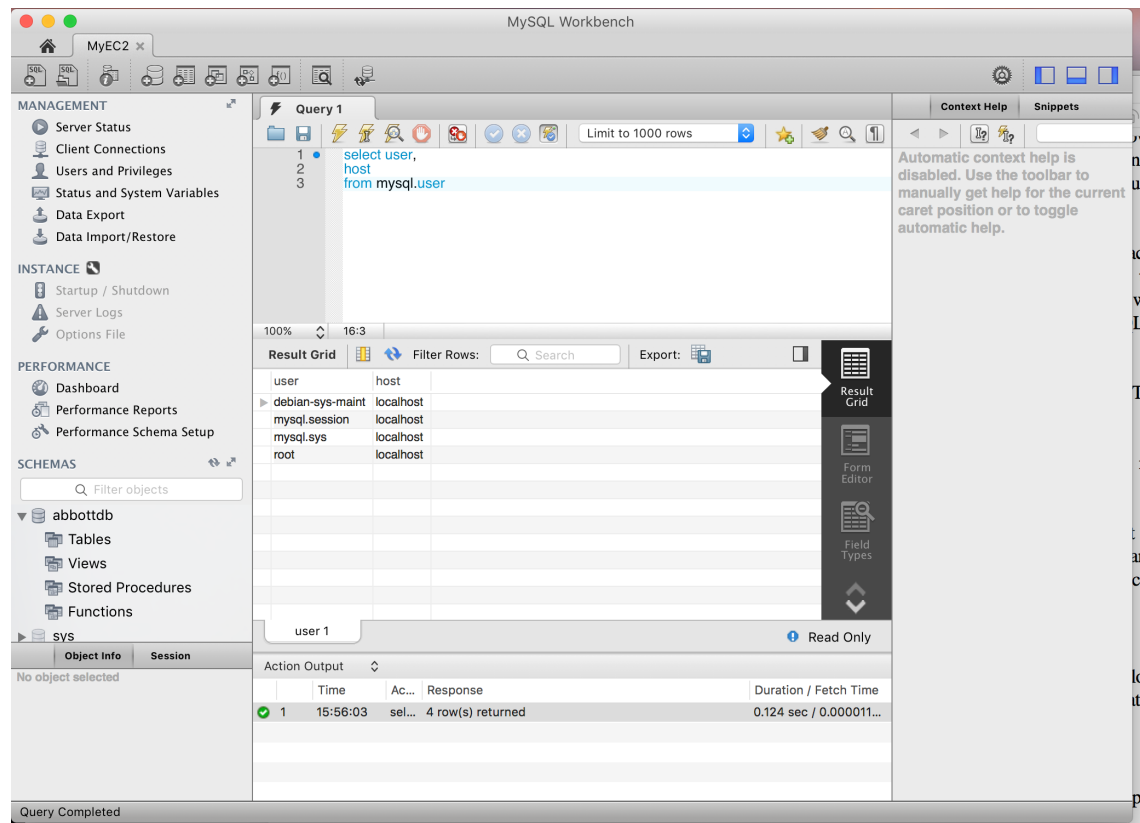 MySQL Workbench
MyEC2
SQL SQL
MANAGEMENT
Server Status
Client Connections
Users and Privileges
Status and System Variables
Data Export
Data Import/Restore
INSTANCE
Startup / Shutdown
Server Logs
Options File
PERFORMANCE
Dashboard
Performance Reports
Performance Schema Setup
SCHEMAS
Filter objects
abbottdb
Tables
Views
Stored Procedures
Functions
sys
Object Info Session
No object selected
Query 1
Limit to 1000 rows
1 select user,
2 host
3 from mysql.user
100% 16:3
Result Grid Filter Rows: Search Export:
user host
debian-sys-maint localhost
mysql.session localhost
mysql.sys localhost
root localhost
Result
Grid
Form
Editor
Field
Types
user 1
Read Only
Action Output
Time Ac... Response Duration / Fetch Time
1 15:56:03 sel... 4 row(s) returned 0.124 sec / 0.000011...
Context Help Snippets
Automatic context help is
disabled. Use the toolbar to
manually get help for the current
caret position or to toggle
automatic help.
Query Completed